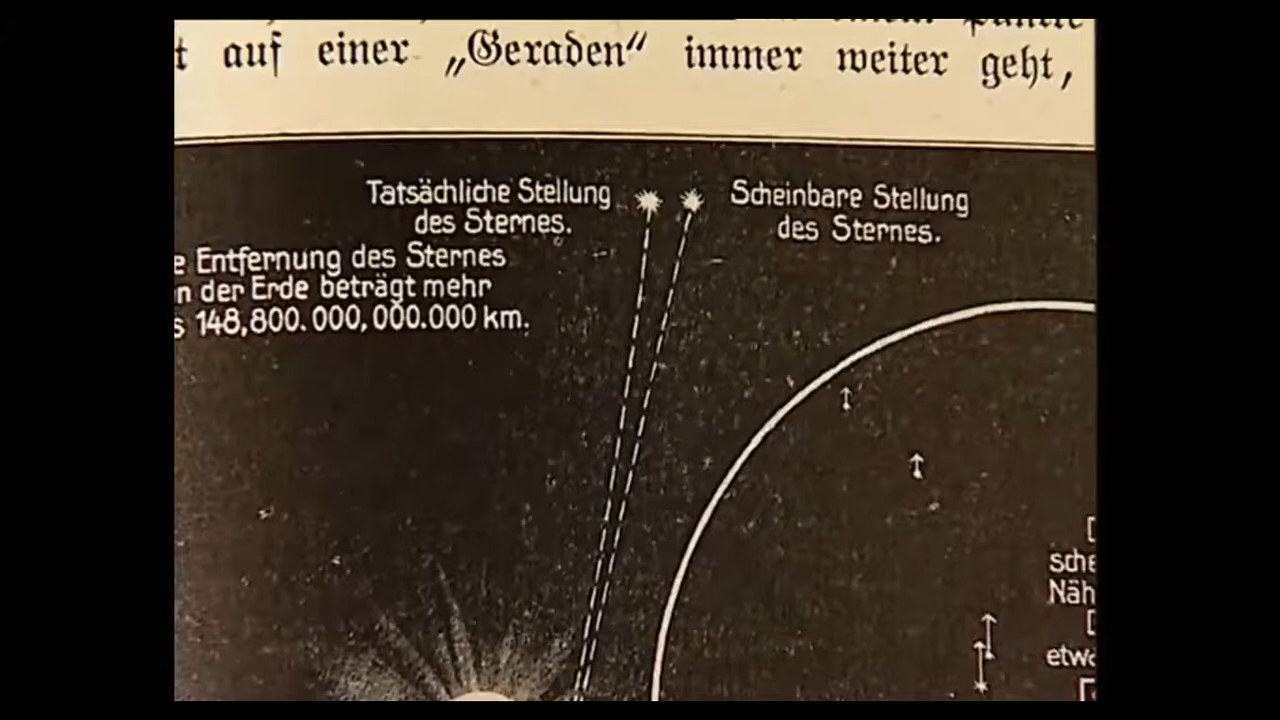 t auf einer „Geraden“ immer weiter geht,
Tatsächliche Stellung
des Sternes.
Scheinbare Stellung
des Sternes.
e Entfernung des Sternes
n der Erde beträgt mehr
s 148,800.000,000.000 km.
sche
Näh
etwa